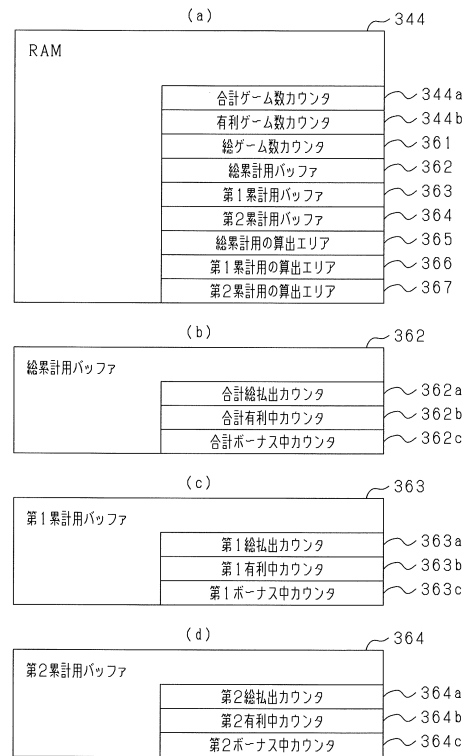 (a)
344
RAM
合計ゲーム数カウンタ 344a
有利ゲーム数カウンタ 344b
総ゲーム数カウンタ 361
総累計用バッファ 362
第1累計用バッファ 363
第2累計用バッファ 364
総累計用の算出エリア 365
第1累計用の算出エリア 366
第2累計用の算出エリア 367
(b)
362
総累計用バッファ
合計総払出カウンタ 362a
合計有利中カウンタ 362b
合計ボーナス中カウンタ 362c
(c)
363
第1累計用バッファ
第1総払出カウンタ 363a
第1有利中カウンタ 363b
第1ボーナス中カウンタ 363c
(d)
364
第2累計用バッファ
第2総払出カウンタ 364a
第2有利中カウンタ 364b
第2ボーナス中カウンタ 364c